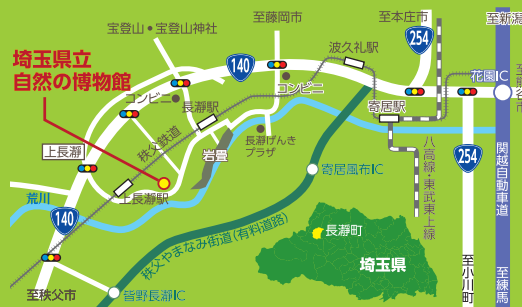 至本庄市
至新潟
至藤岡市
宝登山・宝登山神社
254
波久礼駅
埼玉県立
自然の博物館
140
花園IC
コンビニ
コンビニ
長瀞駅
寄居駅
秩父鉄道
長瀞げんき
プラザ
岩畳
上長瀞
八高線・東武東上線
254
関越自動車道
寄居風布IC
荒川
上長瀞駅
140
秩父やまなみ街道(有料道路)
長瀞町
埼玉県
至秩父市
皆野長瀞IC
至小川町
至練馬